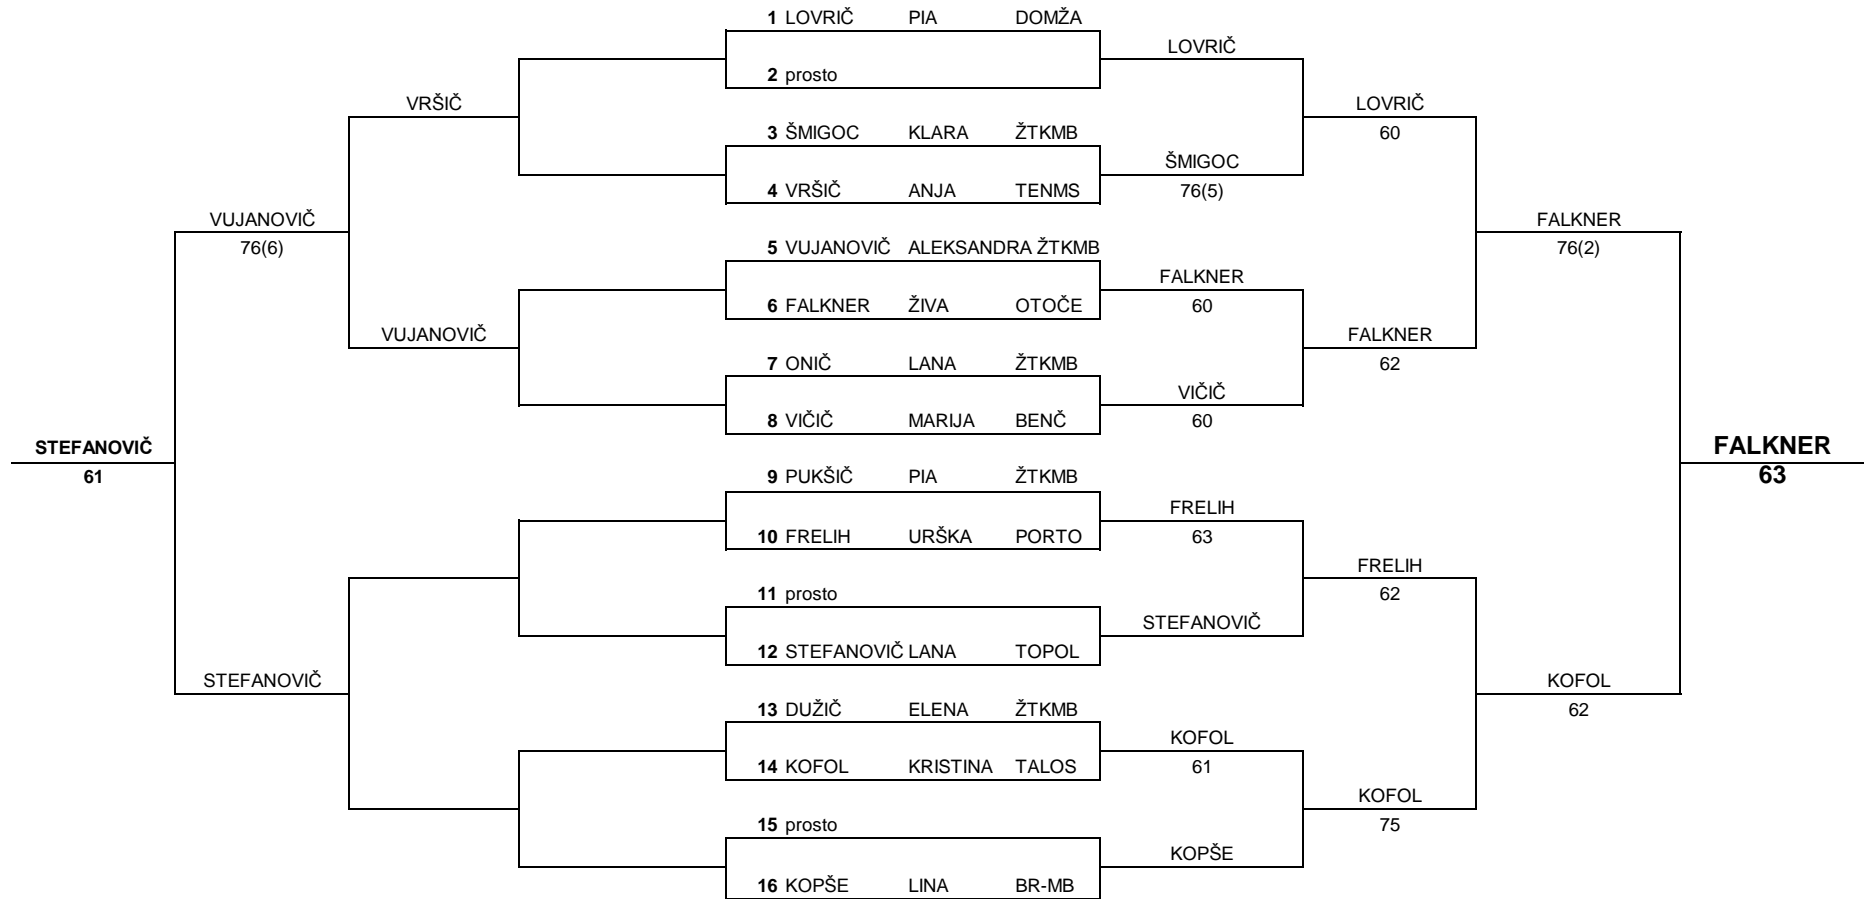 1 LOVRIČ PIA DOMŽA
LOVRIČ
2 prosto
VRŠIČ
LOVRIČ
3 ŠMIGOC KLARA ŽTKMB
60
ŠMIGOC
4 VRŠIČ ANJA TENMS
76(5)
VUJANOVIČ
FALKNER
76(6)
5 VUJANOVIČ ALEKSANDRA ŽTKMB
76(2)
FALKNER
6 FALKNER ŽIVA OTOČE
60
VUJANOVIČ
FALKNER
7 ONIČ LANA ŽTKMB
62
VIČIČ
8 VIČIČ MARIJA BENČ
60
STEFANOVIČ
FALKNER
61
9 PUKŠIČ PIA ŽTKMB
63
FRELIH
10 FRELIH URŠKA PORTO
63
FRELIH
11 prosto
62
STEFANOVIČ
12 STEFANOVIČ LANA TOPOL
STEFANOVIČ
KOFOL
13 DUŽIČ ELENA ŽTKMB
62
KOFOL
14 KOFOL KRISTINA TALOS
61
KOFOL
15 prosto
75
KOPŠE
16 KOPŠE LINA BR-MB